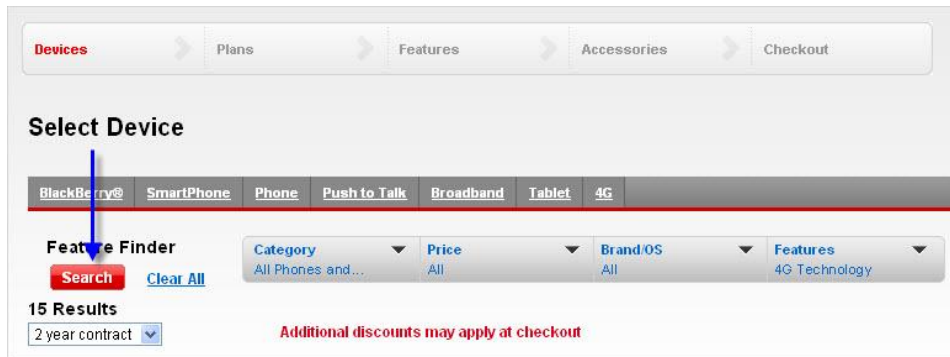 Devices Plans Features Accessories Checkout
Select Device
BlackBerry® SmartPhone Phone Push to Talk Broadband Tablet 4G
Feature Finder
Category Price Brand/OS Features
All Phones and... All All 4G Technology
Search Clear All
15 Results
2 year contract
Additional discounts may apply at checkout